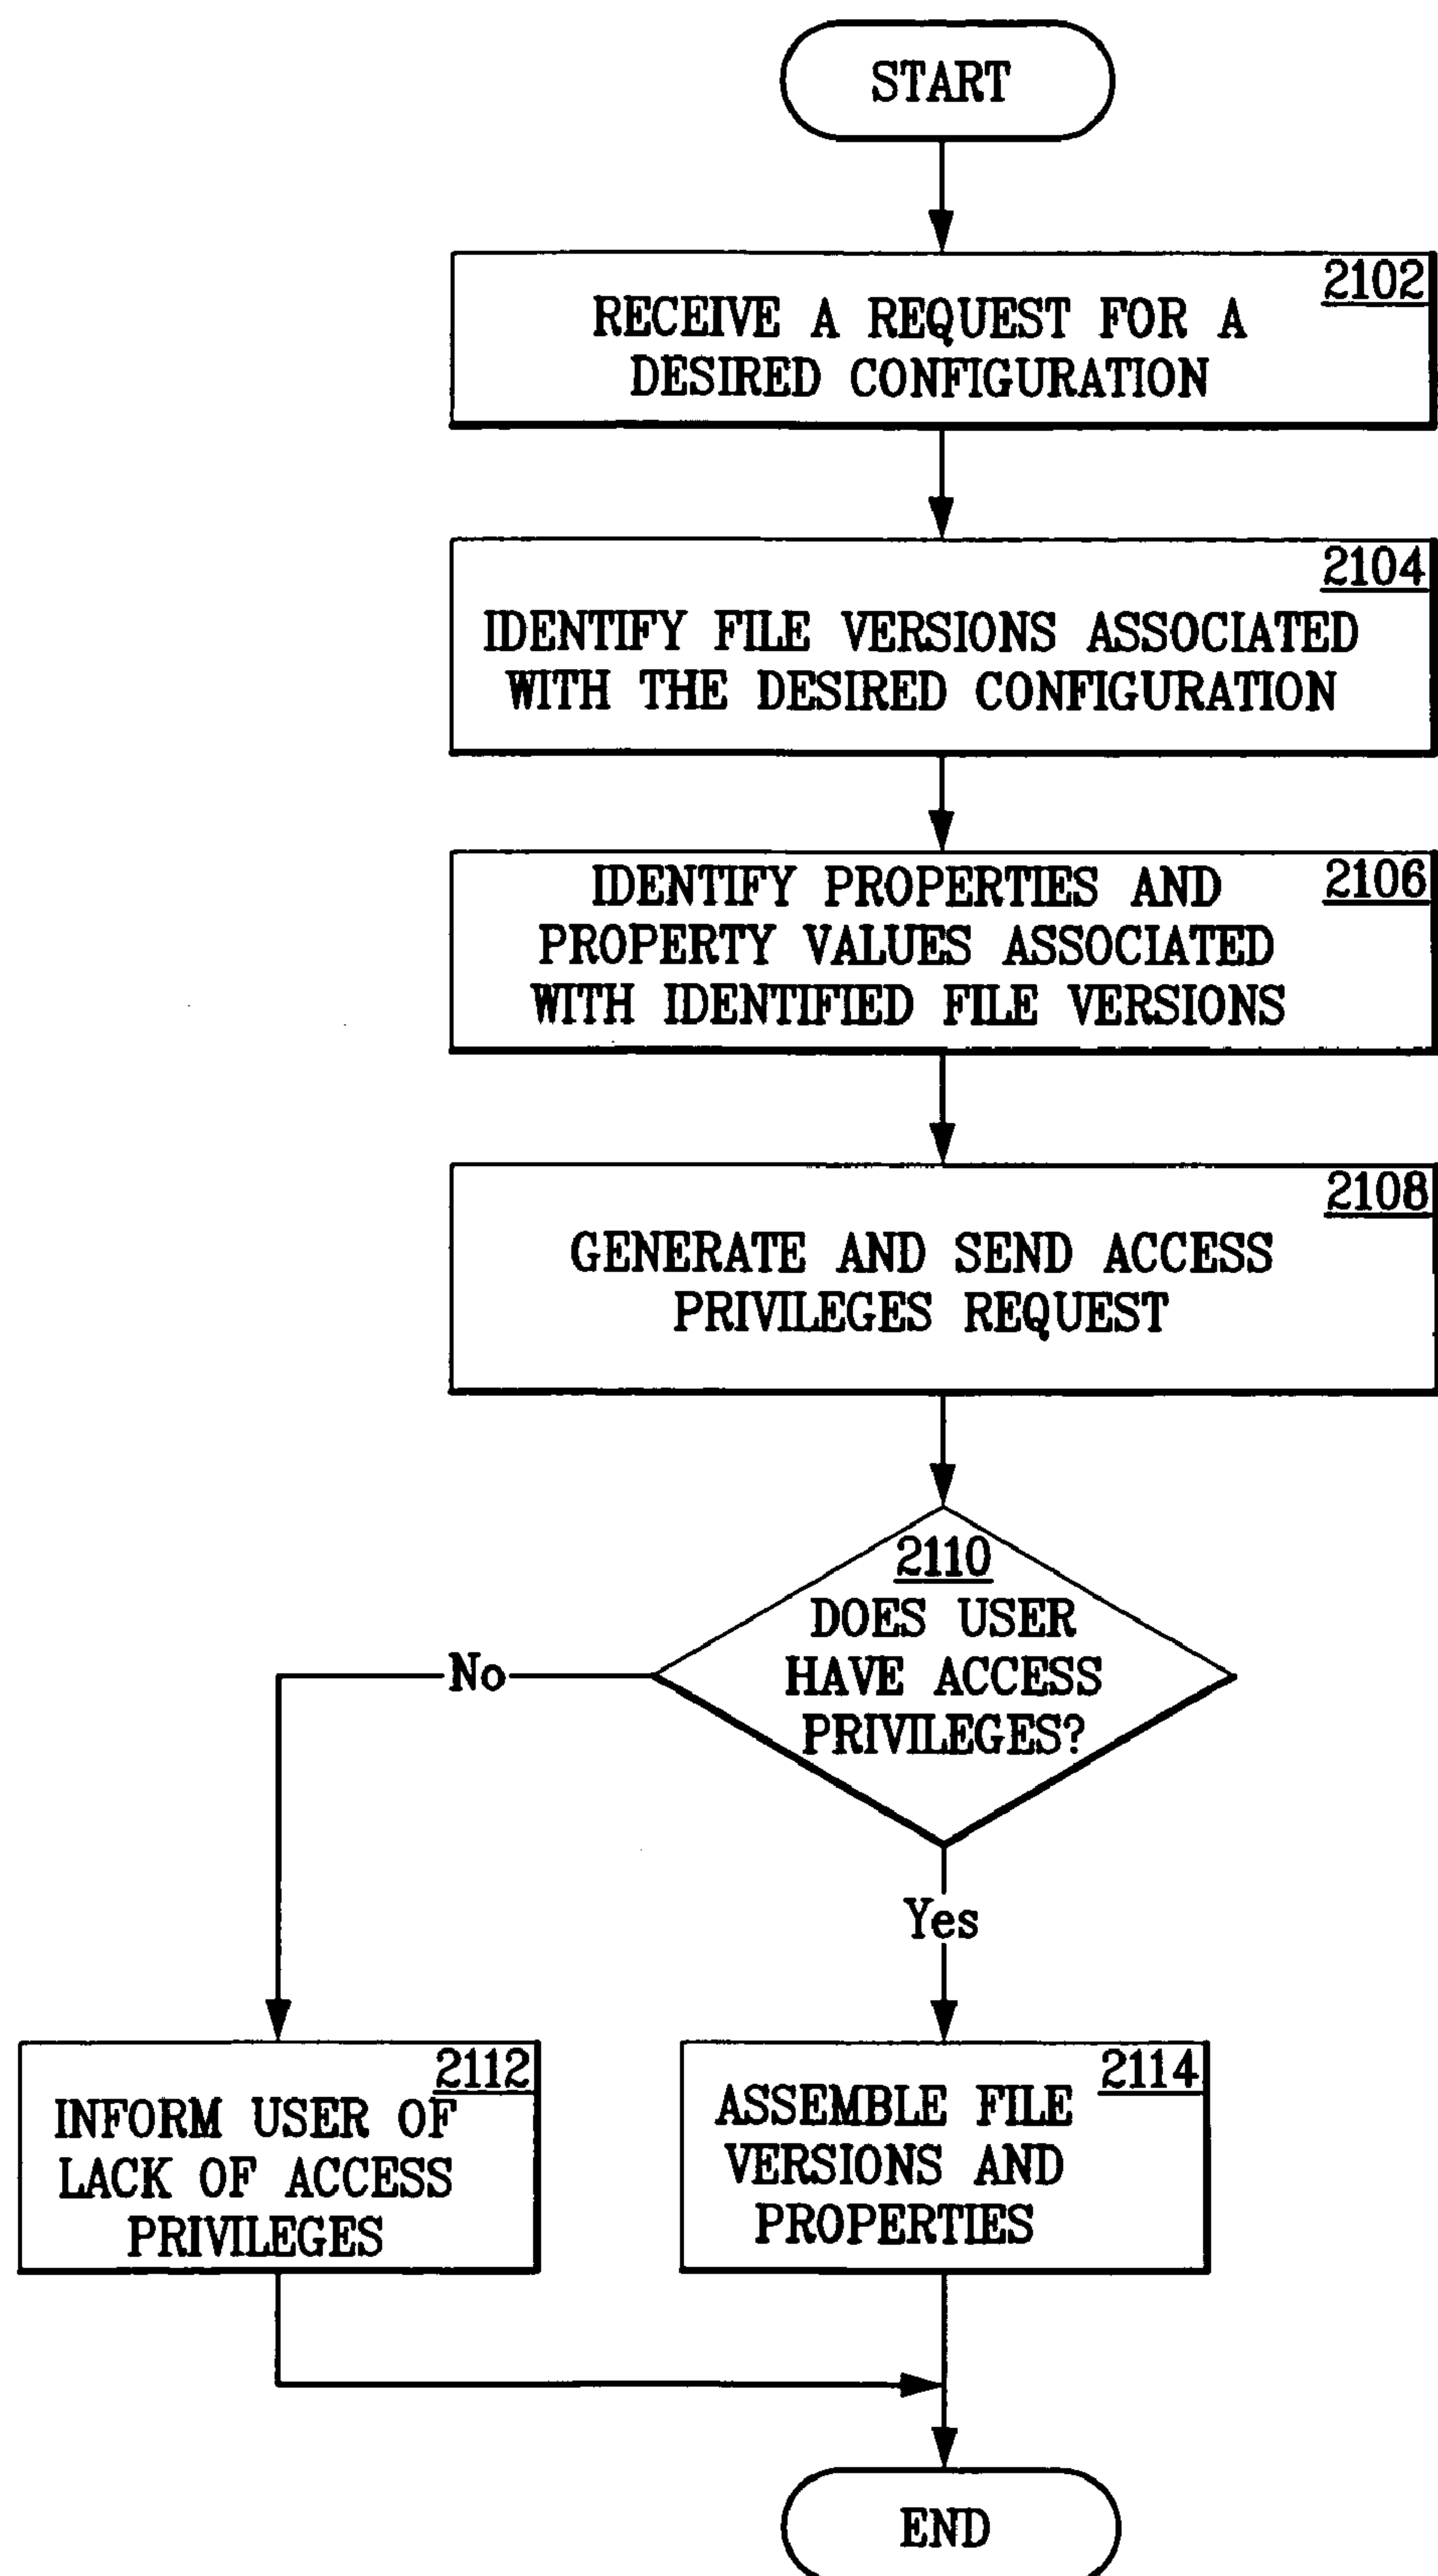 START
2102
RECEIVE A REQUEST FOR A
DESIRED CONFIGURATION
2104
IDENTIFY FILE VERSIONS ASSOCIATED
WITH THE DESIRED CONFIGURATION
2106
IDENTIFY PROPERTIES AND
PROPERTY VALUES ASSOCIATED
WITH IDENTIFIED FILE VERSIONS
2108
GENERATE AND SEND ACCESS
PRIVILEGES REQUEST
2110
DOES USER
HAVE ACCESS
PRIVILEGES?
No
Yes
2112
INFORM USER OF
LACK OF ACCESS
PRIVILEGES
2114
ASSEMBLE FILE
VERSIONS AND
PROPERTIES
END